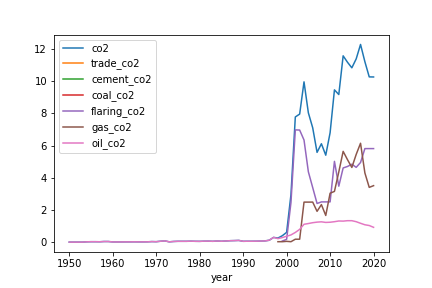 12
10
8
6
4
2
0
co2
trade_co2
cement_co2
coal_co2
flaring_co2
gas_co2
oil_co2
1950 1960 1970 1980 1990 2000 2010 2020
year